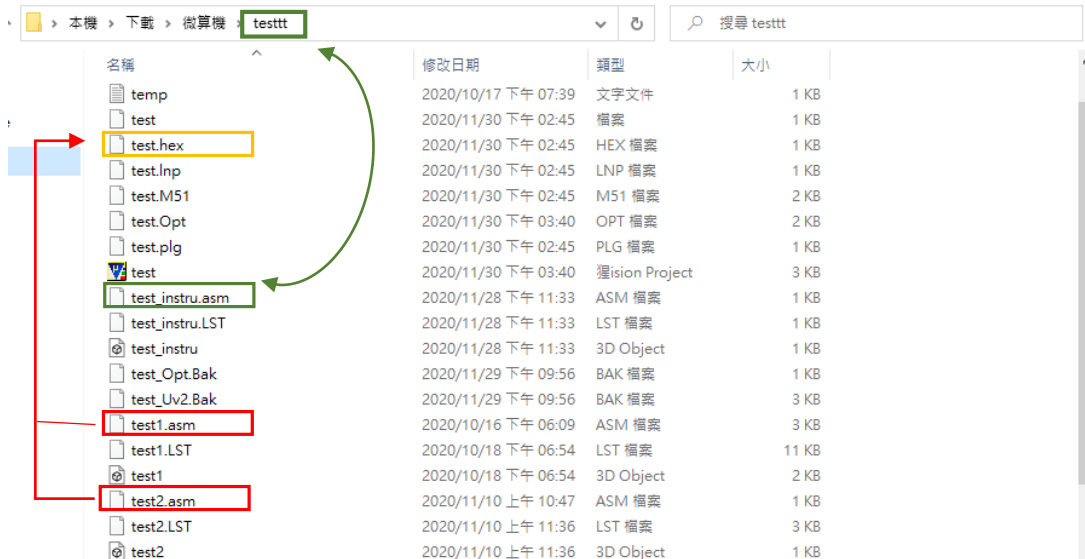 本機 > 下載 > 微算機 > testtt 搜尋 testtt
名稱 修改日期 類型 大小
temp 2020/10/17 下午 07:39 文字文件 1 KB
test 2020/11/30 下午 02:45 檔案 1 KB
test.hex 2020/11/30 下午 02:45 HEX 檔案 1 KB
test.lnp 2020/11/30 下午 02:45 LNP 檔案 1 KB
test.M51 2020/11/30 下午 02:45 M51 檔案 2 KB
test.Opt 2020/11/30 下午 03:40 OPT 檔案 2 KB
test.plg 2020/11/30 下午 02:45 PLG 檔案 1 KB
test 2020/11/30 下午 03:40 猩ision Project 3 KB
test_instru.asm 2020/11/28 下午 11:33 ASM 檔案 1 KB
test_instru.LST 2020/11/28 下午 11:33 LST 檔案 1 KB
test_instru 2020/11/28 下午 11:33 3D Object 1 KB
test_Opt.Bak 2020/11/29 下午 09:56 BAK 檔案 1 KB
test_Uv2.Bak 2020/11/29 下午 09:56 BAK 檔案 3 KB
test1.asm 2020/10/16 下午 06:09 ASM 檔案 3 KB
test1.LST 2020/10/18 下午 06:54 LST 檔案 11 KB
test1 2020/10/18 下午 06:54 3D Object 2 KB
test2.asm 2020/11/10 上午 10:47 ASM 檔案 1 KB
test2.LST 2020/11/10 上午 11:36 LST 檔案 3 KB
test2 2020/11/10 上午 11:36 3D Object 1 KB